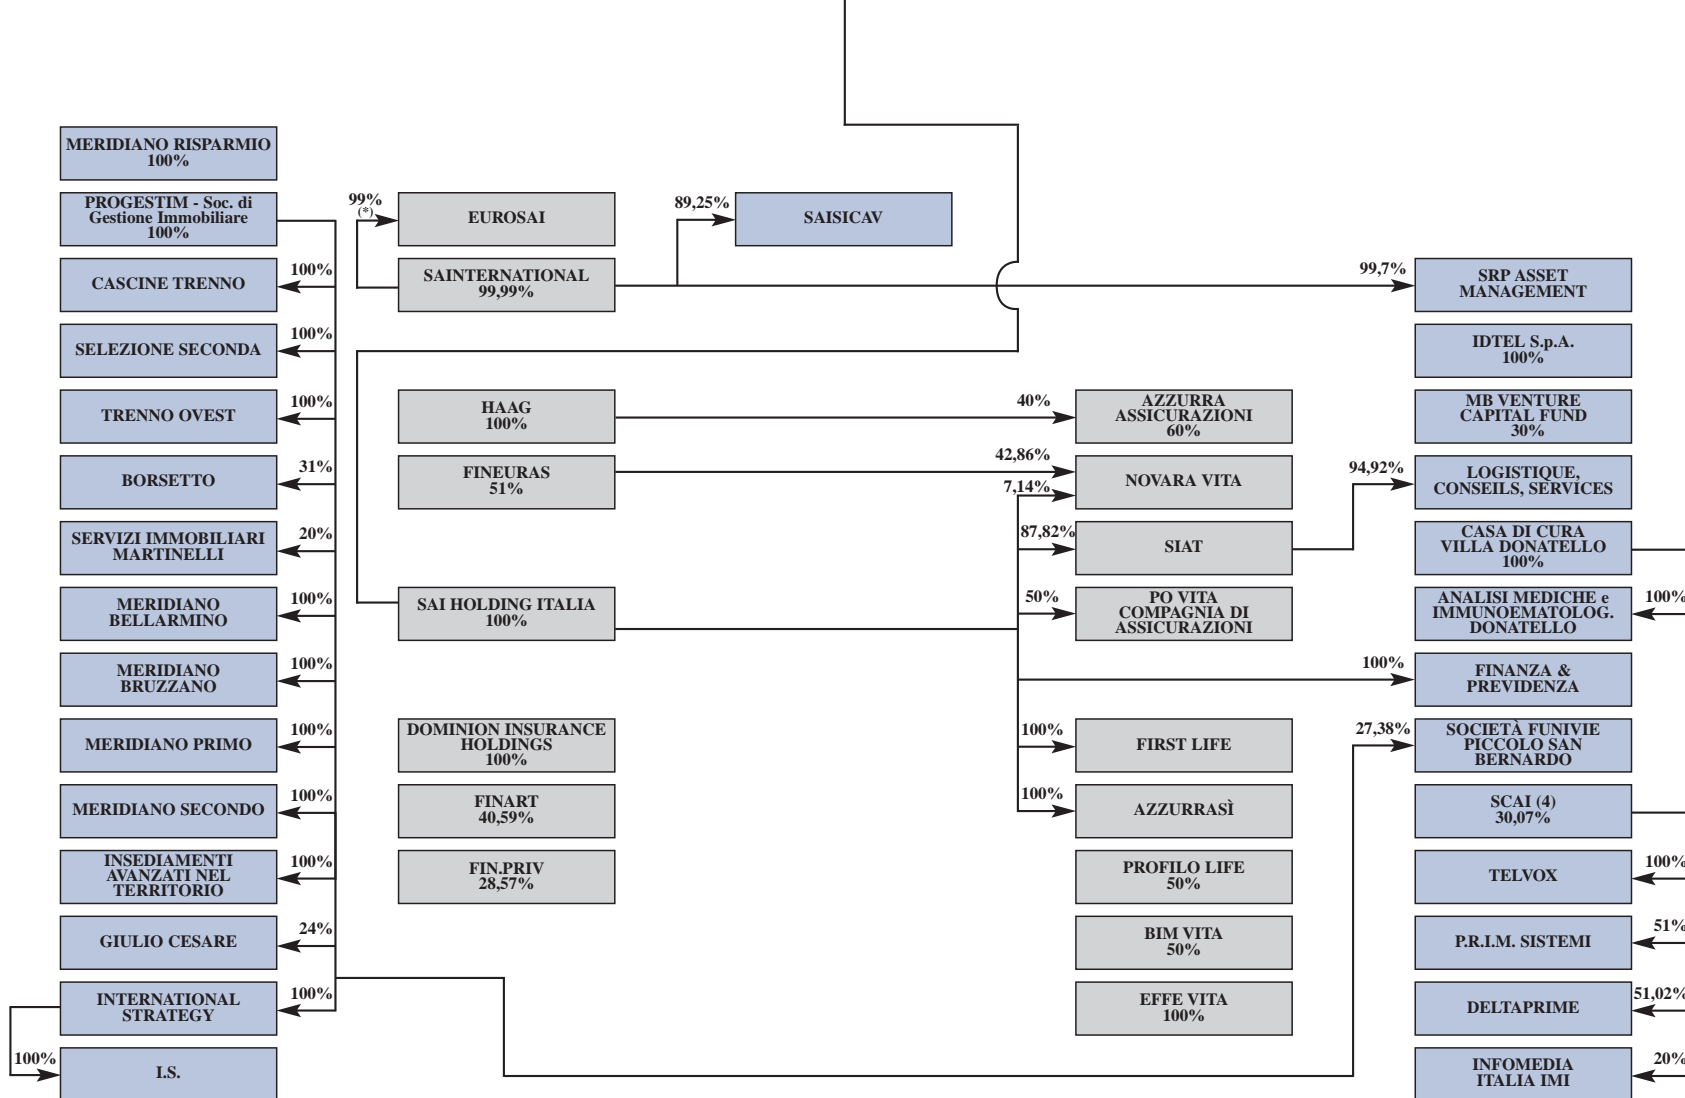 MERIDIANO RISPARMIO
100%
PROGESTIM - Soc. di
Gestione Immobiliare
100%
100%
CASCINE TRENNO
100%
SELEZIONE SECONDA
100%
TRENNO OVEST
31%
BORSETTO
20%
SERVIZI IMMOBILIARI
MARTINELLI
100%
MERIDIANO
BELLARMINO
100%
MERIDIANO
BRUZZANO
100%
MERIDIANO PRIMO
100%
MERIDIANO SECONDO
100%
INSEDIAMENTI
AVANZATI NEL
TERRITORIO
24%
GIULIO CESARE
100%
INTERNATIONAL
STRATEGY
100%
I.S.
99%
(*)
EUROSAI
SAINTERNATIONAL
99,99%
HAAG
100%
FINEURAS
51%
SAI HOLDING ITALIA
100%
DOMINION INSURANCE
HOLDINGS
100%
FINART
40,59%
FIN.PRIV
28,57%
89,25%
SAISICAV
40%
AZZURRA
ASSICURAZIONI
60%
42,86%
7,14%
NOVARA VITA
87,82%
SIAT
50%
PO VITA
COMPAGNIA DI
ASSICURAZIONI
100%
FIRST LIFE
100%
AZZURRASÌ
PROFILO LIFE
50%
BIM VITA
50%
EFFE VITA
100%
99,7%
SRP ASSET
MANAGEMENT
IDTEL S.p.A.
100%
MB VENTURE
CAPITAL FUND
30%
94,92%
LOGISTIQUE,
CONSEILS, SERVICES
CASA DI CURA
VILLA DONATELLO
100%
ANALISI MEDICHE e
IMMUNOEMATOLOG.
DONATELLO
100%
100%
FINANZA &
PREVIDENZA
27,38%
SOCIETÀ FUNIVIE
PICCOLO SAN
BERNARDO
SCAI (4)
30,07%
100%
TELVOX
51%
P.R.I.M. SISTEMI
51,02%
DELTAPRIME
20%
INFOMEDIA
ITALIA IMI